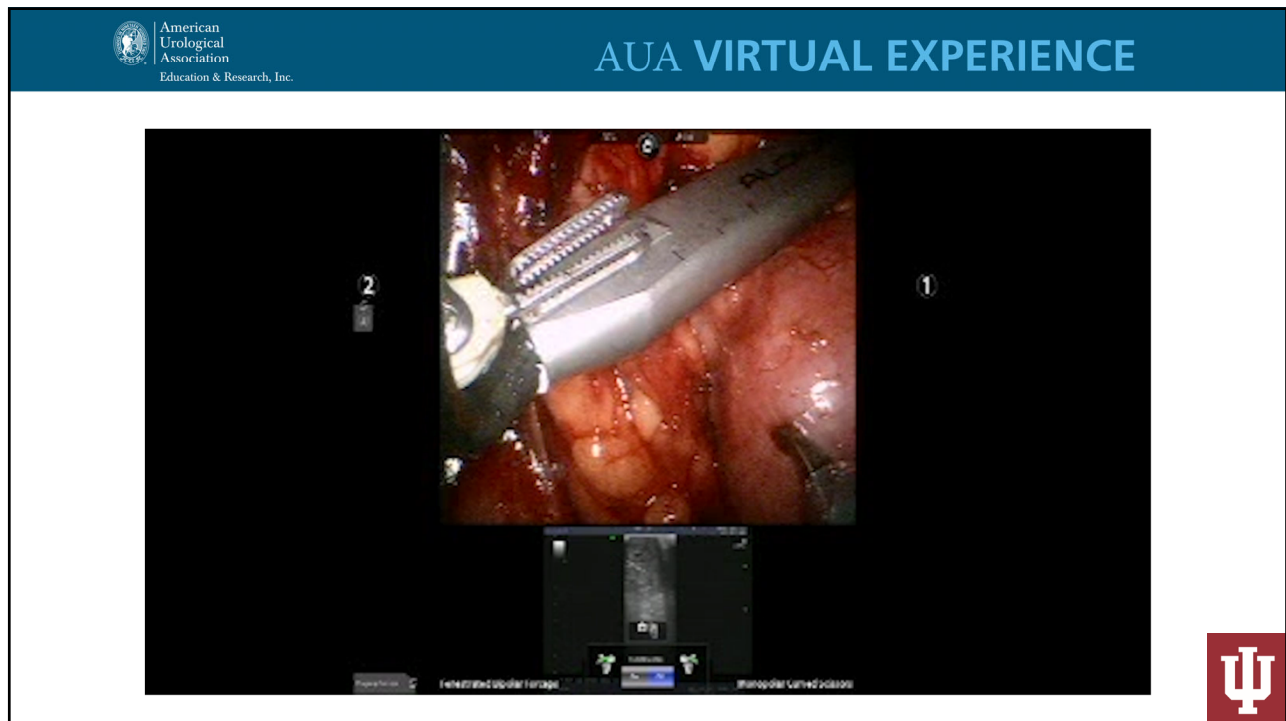 American
Urological
Association
Education & Research, Inc.
AUA VIRTUAL EXPERIENCE
2
1
Fenestrated Bipolar Forceps
Monopolar Curved Scissors